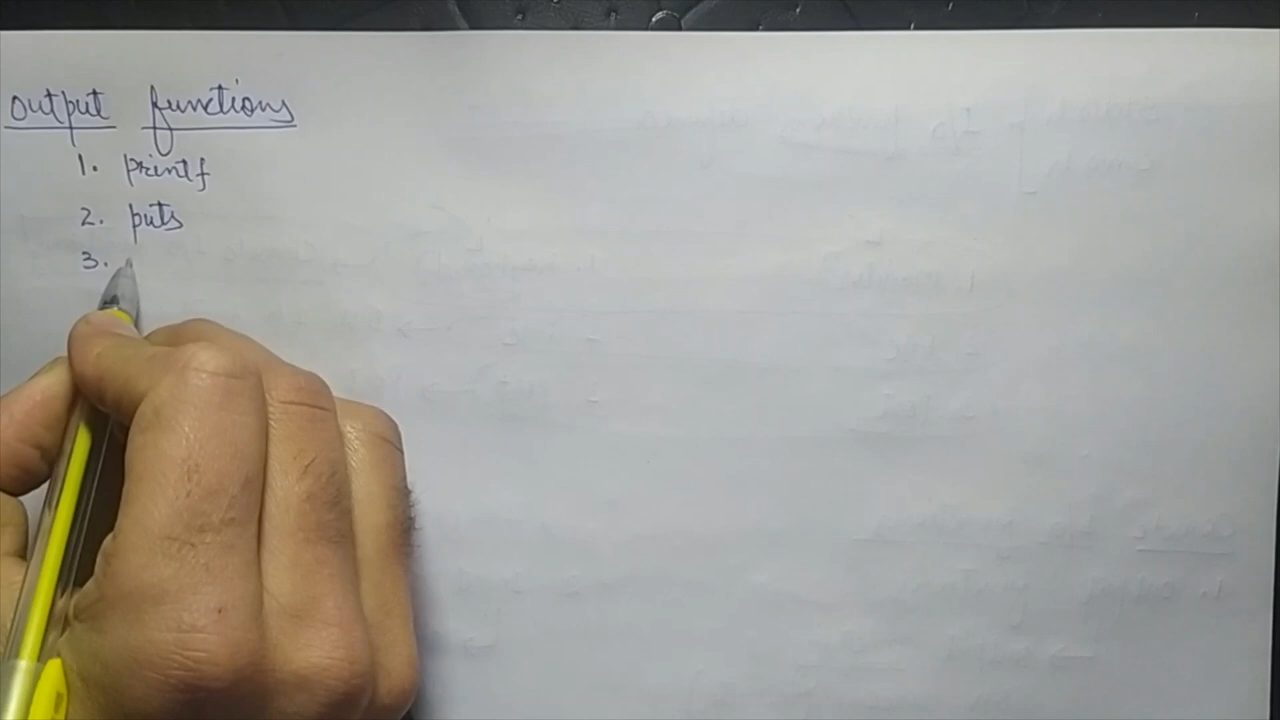 output functions
1. printf
2. puts
3.